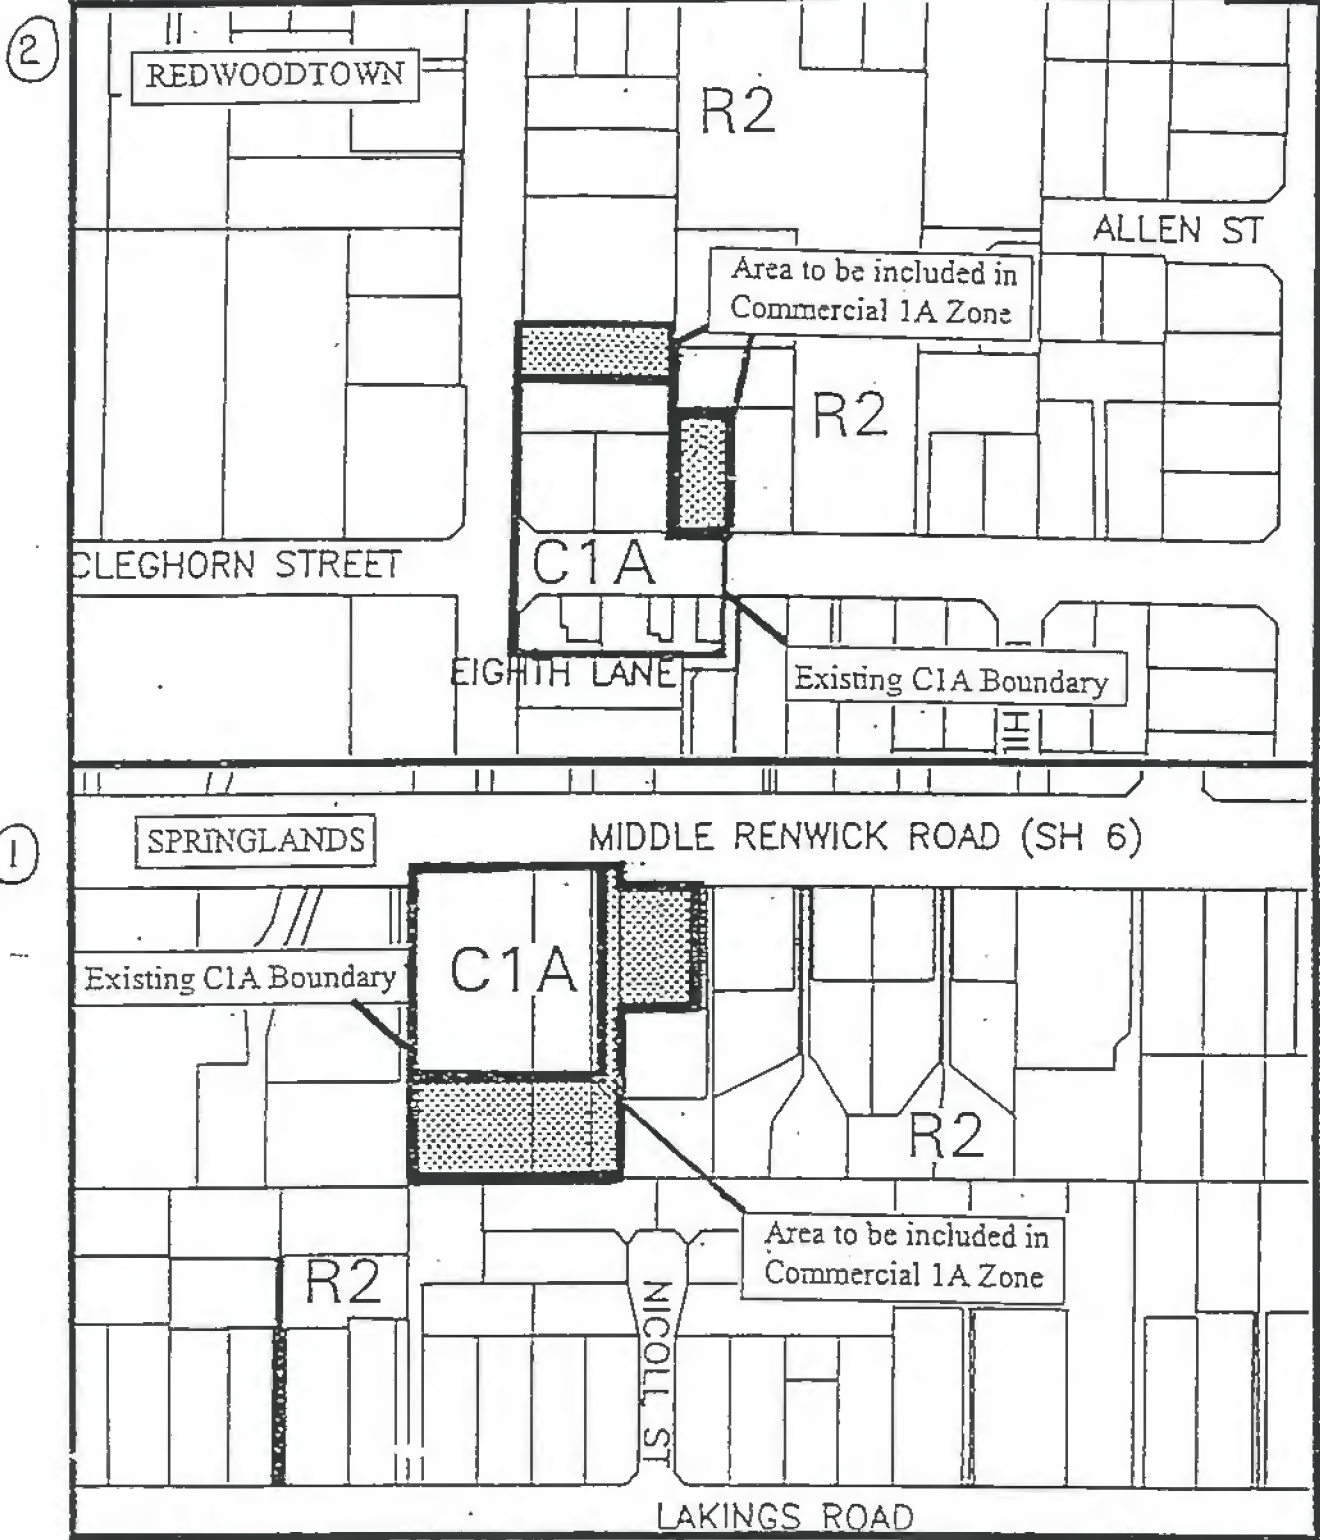 2
REDWOODTOWN
R2
ALLEN ST
Area to be included in
Commercial 1A Zone
R2
CLEGHORN STREET
C1A
EIGHTH LANE
Existing C1A Boundary
1
SPRINGLANDS
MIDDLE RENWICK ROAD (SH 6)
Existing C1A Boundary
C1A
R2
Area to be included in
Commercial 1A Zone
R2
NICOLL ST
LAKINGS ROAD